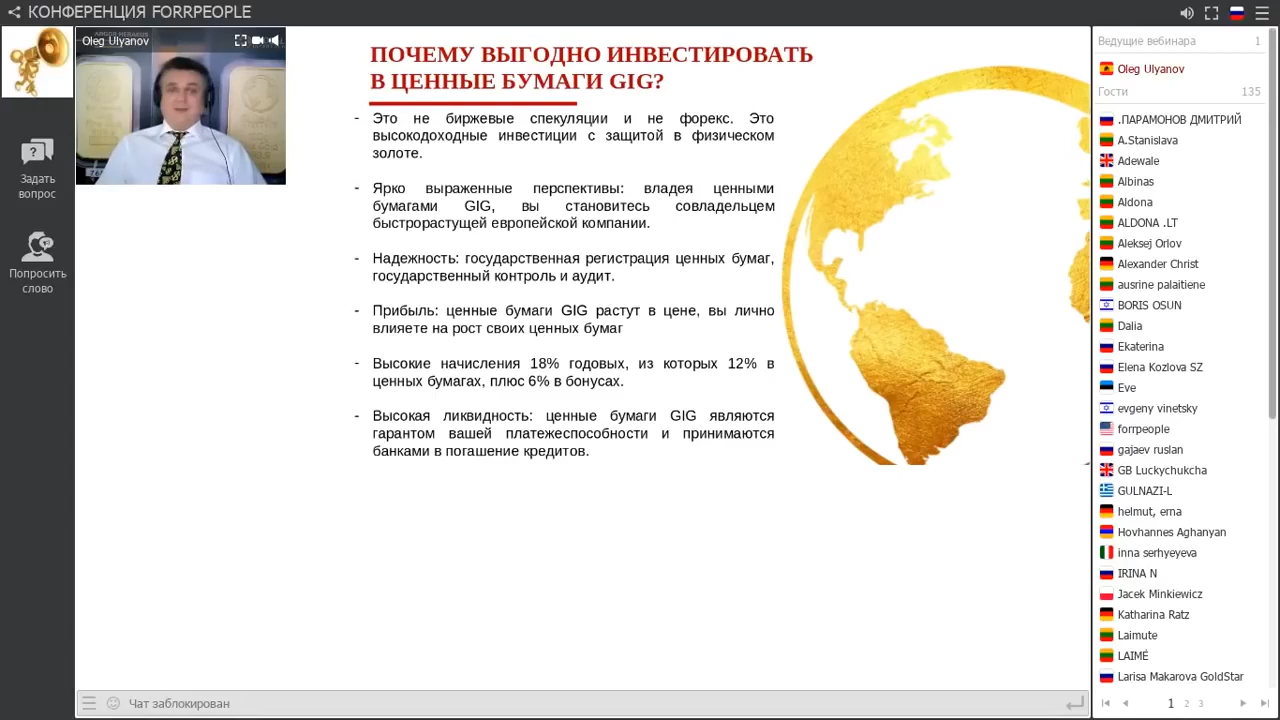 КОНФЕРЕНЦИЯ FORRPEOPLE
Oleg Ulyanov
Задать
вопрос
Попросить
слово
ПОЧЕМУ ВЫГОДНО ИНВЕСТИРОВАТЬ
В ЦЕННЫЕ БУМАГИ GIG?
- Это не биржевые спекуляции и не форекс. Это
высокодоходные инвестиции с защитой в физическом
золоте.
- Ярко выраженные перспективы: владея ценными
бумагами GIG, вы становитесь совладельцем
быстрорастущей европейской компании.
- Надежность: государственная регистрация ценных бумаг,
государственный контроль и аудит.
- Прибыль: ценные бумаги GIG растут в цене, вы лично
влияете на рост своих ценных бумаг
- Высокие начисления 18% годовых, из которых 12% в
ценных бумагах, плюс 6% в бонусах.
- Высокая ликвидность: ценные бумаги GIG являются
гарантом вашей платежеспособности и принимаются
банками в погашение кредитов.
Чат заблокирован
Ведущие вебинара 1
Oleg Ulyanov
Гости 135
.ПАРАМОНОВ ДМИТРИЙ
A.Stanislava
Adewale
Albinas
Aldona
ALDONA .LT
Aleksej Orlov
Alexander Christ
ausrine palaitiene
BORIS OSUN
Dalia
Ekaterina
Elena Kozlova SZ
Eve
evgeny vinetsky
forrpeople
gajaev ruslan
GB Luckychukcha
GULNAZI-L
helmut, erna
Hovhannes Aghanyan
inna serhyeyeva
IRINA N
Jacek Minkiewicz
Katharina Ratz
Laimute
LAIMĖ
Larisa Makarova GoldStar
1 2 3